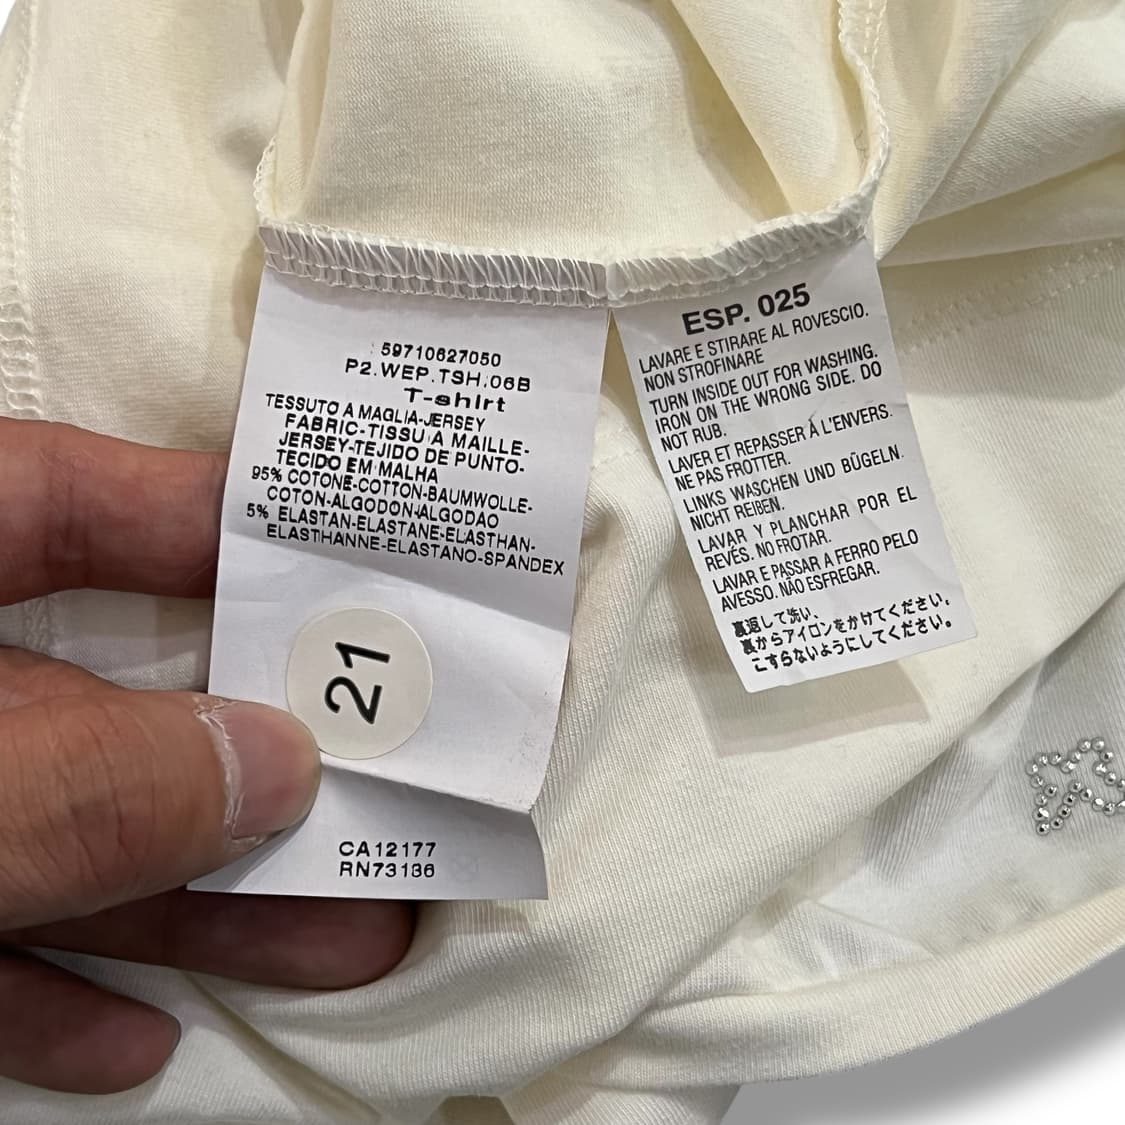 59710627050
P2.WEP.TSH.06B
T-shirt
TESSUTO A MAGLIA-JERSEY
FABRIC-TISSU A MAILLE-
JERSEY-TEJIDO DE PUNTO-
TECIDO EM MALHA
95% COTONE-COTTON-BAUMWOLLE-
COTON-ALGODON-ALGODAO
5% ELASTAN-ELASTANE-ELASTHAN-
ELASTHANNE-ELASTANO-SPANDEX
21
CA12177
RN73136
ESP. 025
LAVARE E STIRARE AL ROVESCIO.
NON STROFINARE
TURN INSIDE OUT FOR WASHING.
IRON ON THE WRONG SIDE. DO
NOT RUB.
LAVER ET REPASSER À L'ENVERS.
NE PAS FROTTER.
LINKS WASCHEN UND BÜGELN.
NICHT REIBEN.
LAVAR Y PLANCHAR POR EL
REVÉS. NO FROTAR.
LAVAR E PASSAR A FERRO PELO
AVESSO. NÃO ESFREGAR.
裏返して洗い、
裏からアイロンをかけてください。
こすらないようにしてください。